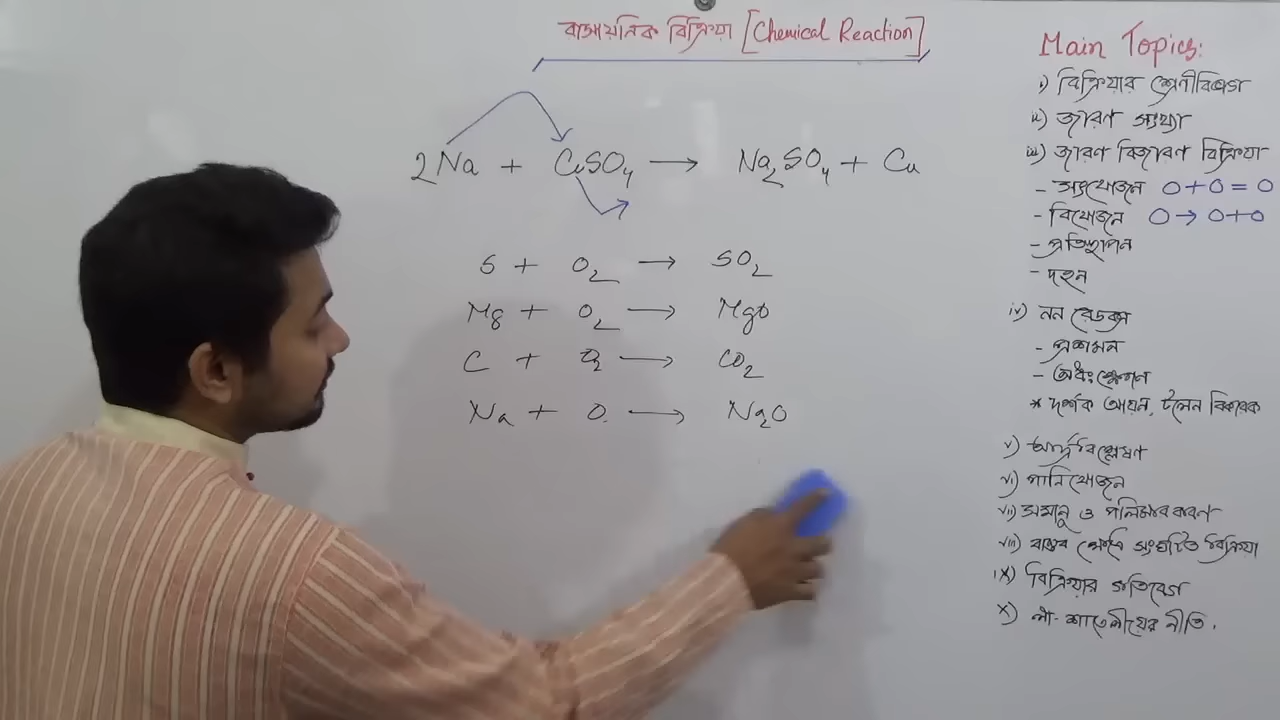 রাসায়নিক বিক্রিয়া [Chemical Reaction]
2Na + CuSO4 → Na2SO4 + Cu
S + O2 → SO2
Mg + O2 → MgO
C + O2 → CO2
Na + O → Na2O
Main Topics:
i) বিক্রিয়ার শ্রেণীবিভাগ
ii) জারণ সংখ্যা
iii) জারণ বিজারণ বিক্রিয়া
- সংযোজন O + O = O
- বিযোজন O → O + O
- প্রতিস্থাপন
- দহন
iv) নন রেডক্স
- প্রশমন
- অধঃক্ষেপন
* দর্শক আয়ন, টলেন বিকারক
v) আর্দ্রবিশ্লেষণ
vi) পানিযোজন
vii) সমানু ও পলিমারকরণ
viii) বাস্তব ক্ষেত্রে সংঘটিত বিক্রিয়া
ix) বিক্রিয়ার গতিবেগ
x) লা-শাতেলীয়ের নীতি.